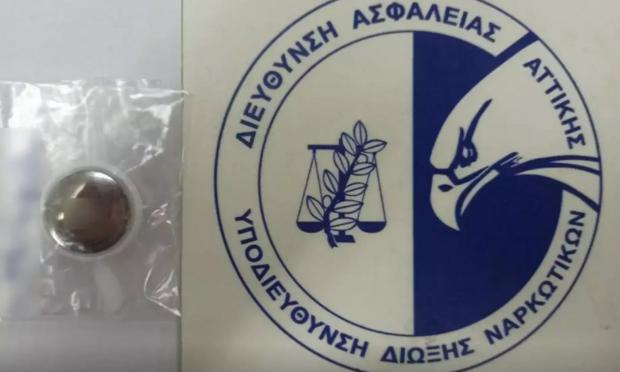 ΔΙΕΥΘΥΝΣΗ ΑΣΦΑΛΕΙΑΣ ΑΤΤΙΚΗΣ
ΥΠΟΔΙΕΥΘΥΝΣΗ ΔΙΩΞΗΣ ΝΑΡΚΩΤΙΚΩΝ